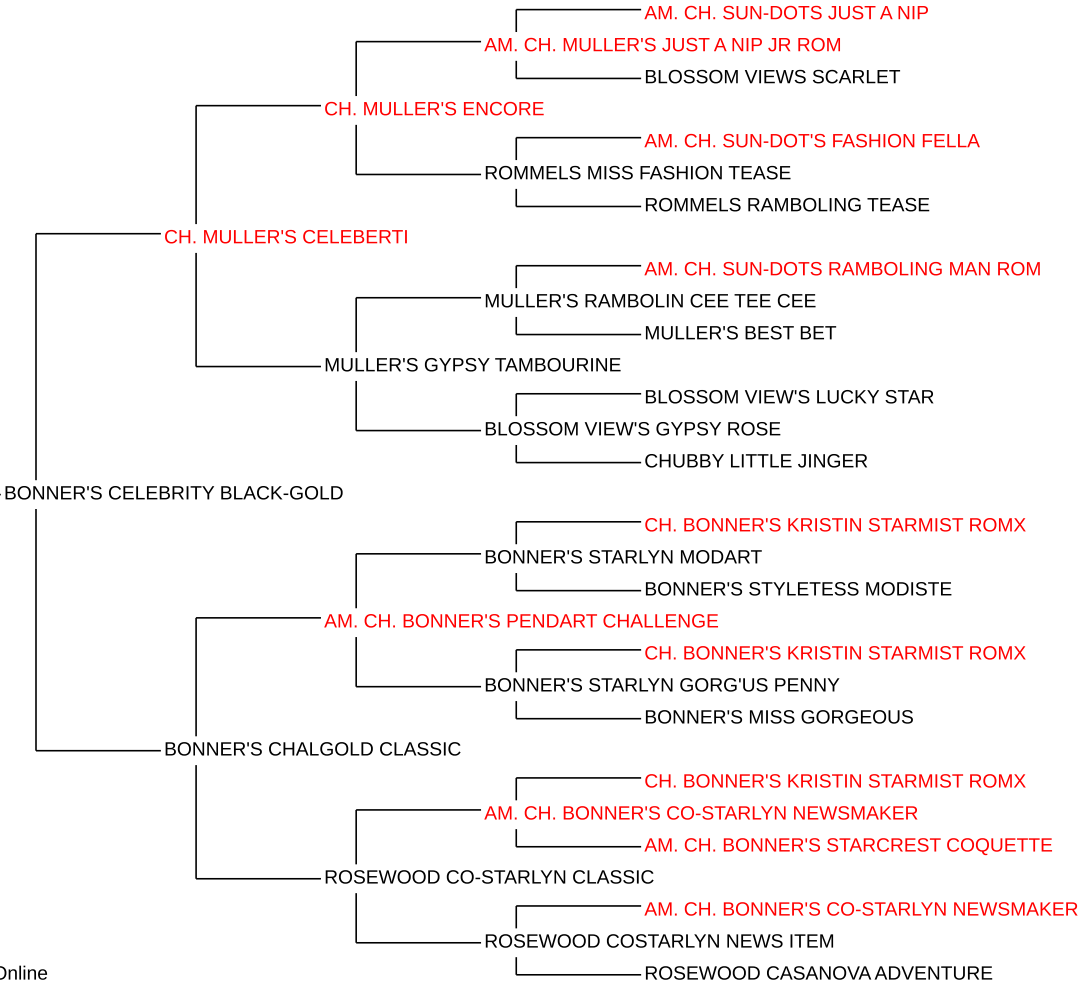 AM. CH. SUN-DOTS JUST A NIP
AM. CH. MULLER'S JUST A NIP JR ROM
BLOSSOM VIEWS SCARLET
CH. MULLER'S ENCORE
AM. CH. SUN-DOT'S FASHION FELLA
ROMMELS MISS FASHION TEASE
ROMMELS RAMBOLING TEASE
CH. MULLER'S CELEBERTI
AM. CH. SUN-DOTS RAMBOLING MAN ROM
MULLER'S RAMBOLIN CEE TEE CEE
MULLER'S BEST BET
MULLER'S GYPSY TAMBOURINE
BLOSSOM VIEW'S LUCKY STAR
BLOSSOM VIEW'S GYPSY ROSE
CHUBBY LITTLE JINGER
BONNER'S CELEBRITY BLACK-GOLD
CH. BONNER'S KRISTIN STARMIST ROMX
BONNER'S STARLYN MODART
BONNER'S STYLETESS MODISTE
AM. CH. BONNER'S PENDART CHALLENGE
CH. BONNER'S KRISTIN STARMIST ROMX
BONNER'S STARLYN GORG'US PENNY
BONNER'S MISS GORGEOUS
BONNER'S CHALGOLD CLASSIC
CH. BONNER'S KRISTIN STARMIST ROMX
AM. CH. BONNER'S CO-STARLYN NEWSMAKER
AM. CH. BONNER'S STARCREST COQUETTE
ROSEWOOD CO-STARLYN CLASSIC
AM. CH. BONNER'S CO-STARLYN NEWSMAKER
ROSEWOOD COSTARLYN NEWS ITEM
ROSEWOOD CASANOVA ADVENTURE
Online